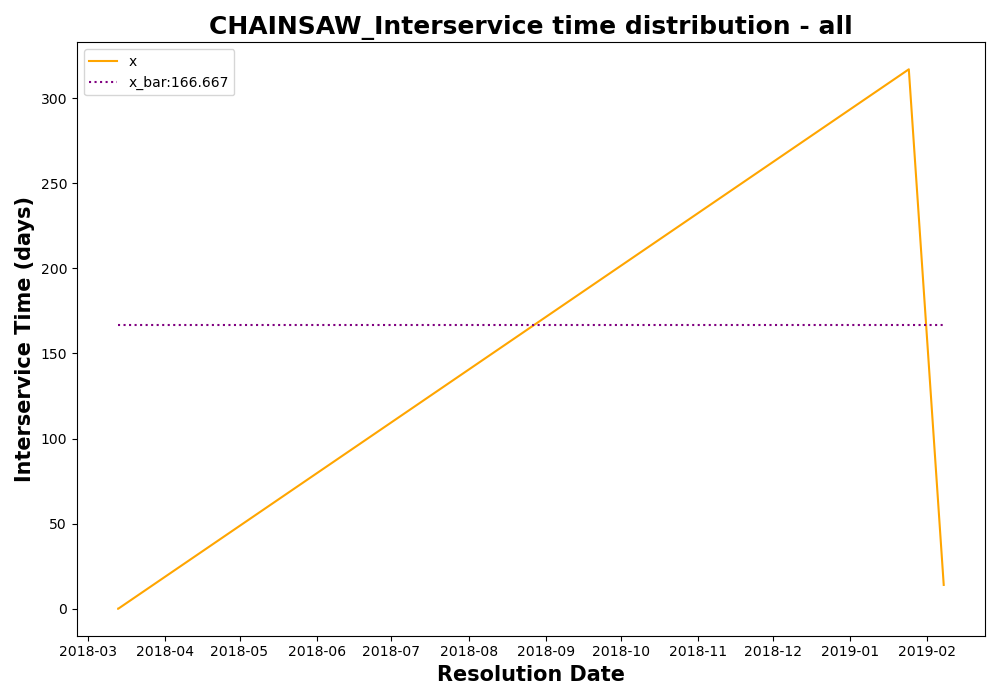 CHAINSAW_Interservice time distribution - all
x
x_bar:166.667
Interservice Time (days)
300
250
200
150
100
50
0
2018-03 2018-04 2018-05 2018-06 2018-07 2018-08 2018-09 2018-10 2018-11 2018-12 2019-01 2019-02
Resolution Date